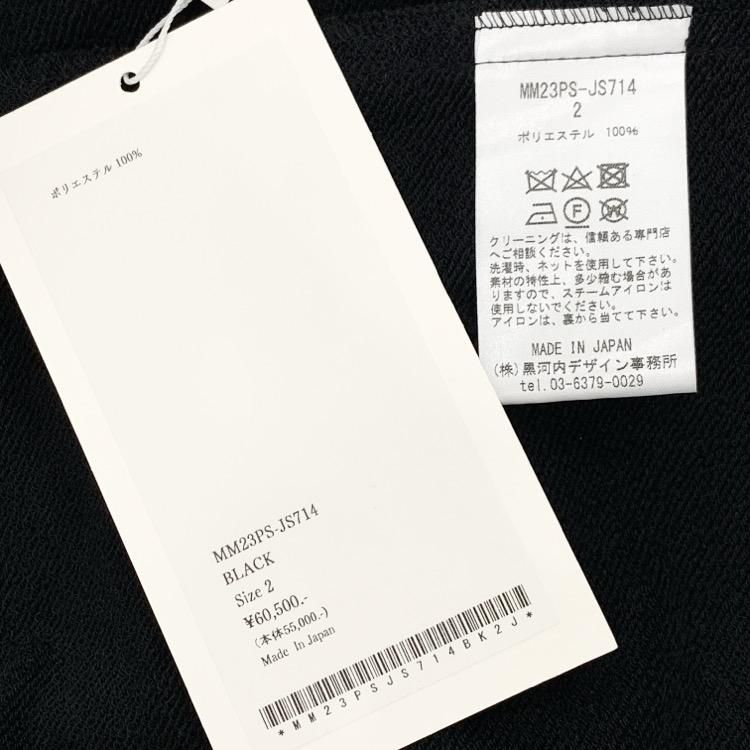 ポリエステル 100%
MM23PS-JS714
BLACK
Size 2
¥60,500.-
(本体55,000.-)
Made In Japan
*MM23PSJS714BK2J*
MM23PS-JS714
2
ポリエステル 100%
F
W
クリーニングは、信頼ある専門店
へご相談ください。
洗濯時、ネットを使用して下さい。
素材の特性上、多少縮む場合があ
りますので、スチームアイロンは
使用しないでください。
アイロンは、裏から当てて下さい。
MADE IN JAPAN
(株)黒河内デザイン事務所
tel.03-6379-0029